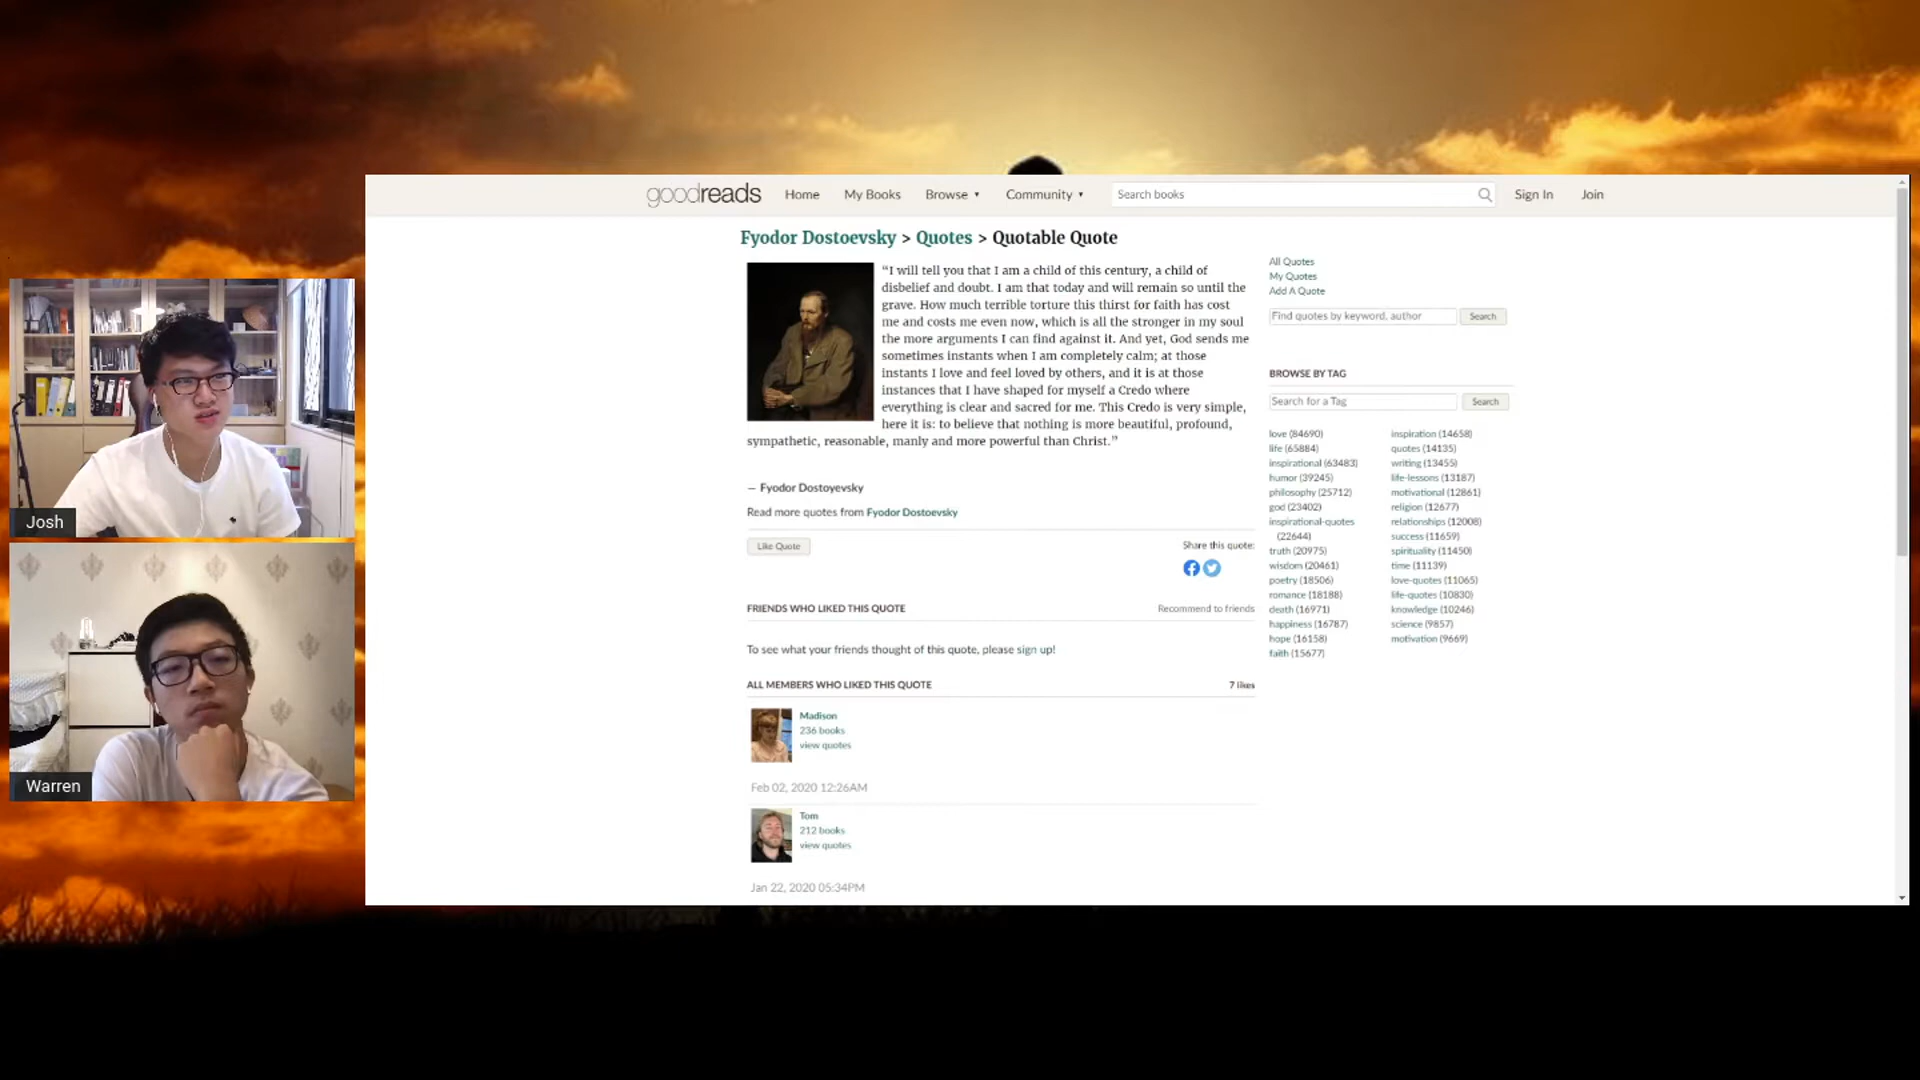 goodreads Home My Books Browse ▾ Community ▾ Search books Sign In Join
Fyodor Dostoevsky > Quotes > Quotable Quote
“I will tell you that I am a child of this century, a child of
disbelief and doubt. I am that today and will remain so until the
grave. How much terrible torture this thirst for faith has cost
me and costs me even now, which is all the stronger in my soul
the more arguments I can find against it. And yet, God sends me
sometimes instants when I am completely calm; at those
instants I love and feel loved by others, and it is at those
instances that I have shaped for myself a Credo where
everything is clear and sacred for me. This Credo is very simple,
here it is: to believe that nothing is more beautiful, profound,
sympathetic, reasonable, manly and more powerful than Christ.”
― Fyodor Dostoyevsky
Read more quotes from Fyodor Dostoevsky
Like Quote
Share this quote:
FRIENDS WHO LIKED THIS QUOTE
Recommend to friends
To see what your friends thought of this quote, please sign up!
ALL MEMBERS WHO LIKED THIS QUOTE
7 likes
Madison
236 books
view quotes
Feb 02, 2020 12:26AM
Tom
212 books
view quotes
Jan 22, 2020 05:34PM
All Quotes
My Quotes
Add A Quote
Find quotes by keyword, author Search
BROWSE BY TAG
Search for a Tag Search
love (84690)
life (65884)
inspirational (63483)
humor (39245)
philosophy (25712)
god (23402)
inspirational-quotes
(22644)
truth (20975)
wisdom (20461)
poetry (18506)
romance (18188)
death (16971)
happiness (16787)
hope (16158)
faith (15677)
inspiration (14658)
quotes (14135)
writing (13455)
life-lessons (13187)
motivational (12861)
religion (12677)
relationships (12008)
success (11659)
spirituality (11450)
time (11139)
love-quotes (11065)
life-quotes (10830)
knowledge (10246)
science (9857)
motivation (9669)
Josh
Warren